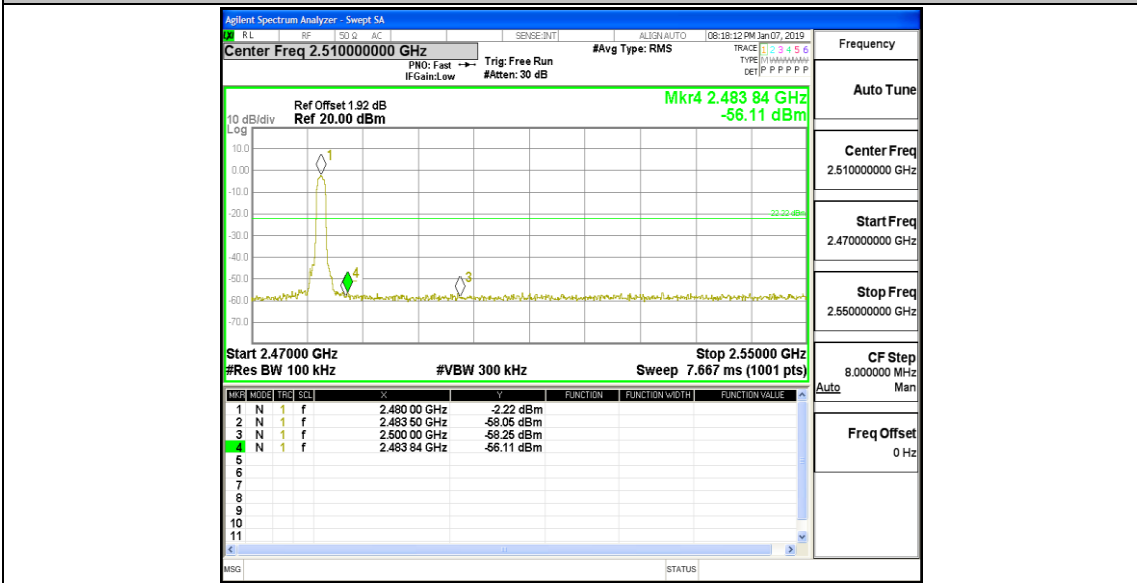 Agilent Spectrum Analyzer - Swept SA
RL RF 50 Ω AC SENSE:INT ALIGN AUTO 08:18:12 PM Jan 07, 2019
Center Freq 2.510000000 GHz
#Avg Type: RMS
TRACE 1 2 3 4 5 6
PNO: Fast Trig: Free Run
TYPE M
IFGain:Low #Atten: 30 dB
DET P P P P P P
Mkr4 2.483 84 GHz
-56.11 dBm
Ref Offset 1.92 dB
10 dB/div Ref 20.00 dBm
Log
10.0
0.00
-10.0
-20.0
-30.0
-40.0
-50.0
-60.0
-70.0
1
4
3
-22.22 dBm
Start 2.47000 GHz Stop 2.55000 GHz
#Res BW 100 kHz #VBW 300 kHz Sweep 7.667 ms (1001 pts)
MKR MODE TRC SCL X Y FUNCTION FUNCTION WIDTH FUNCTION VALUE
1 N 1 f 2.480 00 GHz -2.22 dBm
2 N 1 f 2.483 50 GHz -58.05 dBm
3 N 1 f 2.500 00 GHz -58.25 dBm
4 N 1 f 2.483 84 GHz -56.11 dBm
5
6
7
8
9
10
11
MSG STATUS
Frequency
Auto Tune
Center Freq
2.510000000 GHz
Start Freq
2.470000000 GHz
Stop Freq
2.550000000 GHz
CF Step
8.000000 MHz
Auto Man
Freq Offset
0 Hz